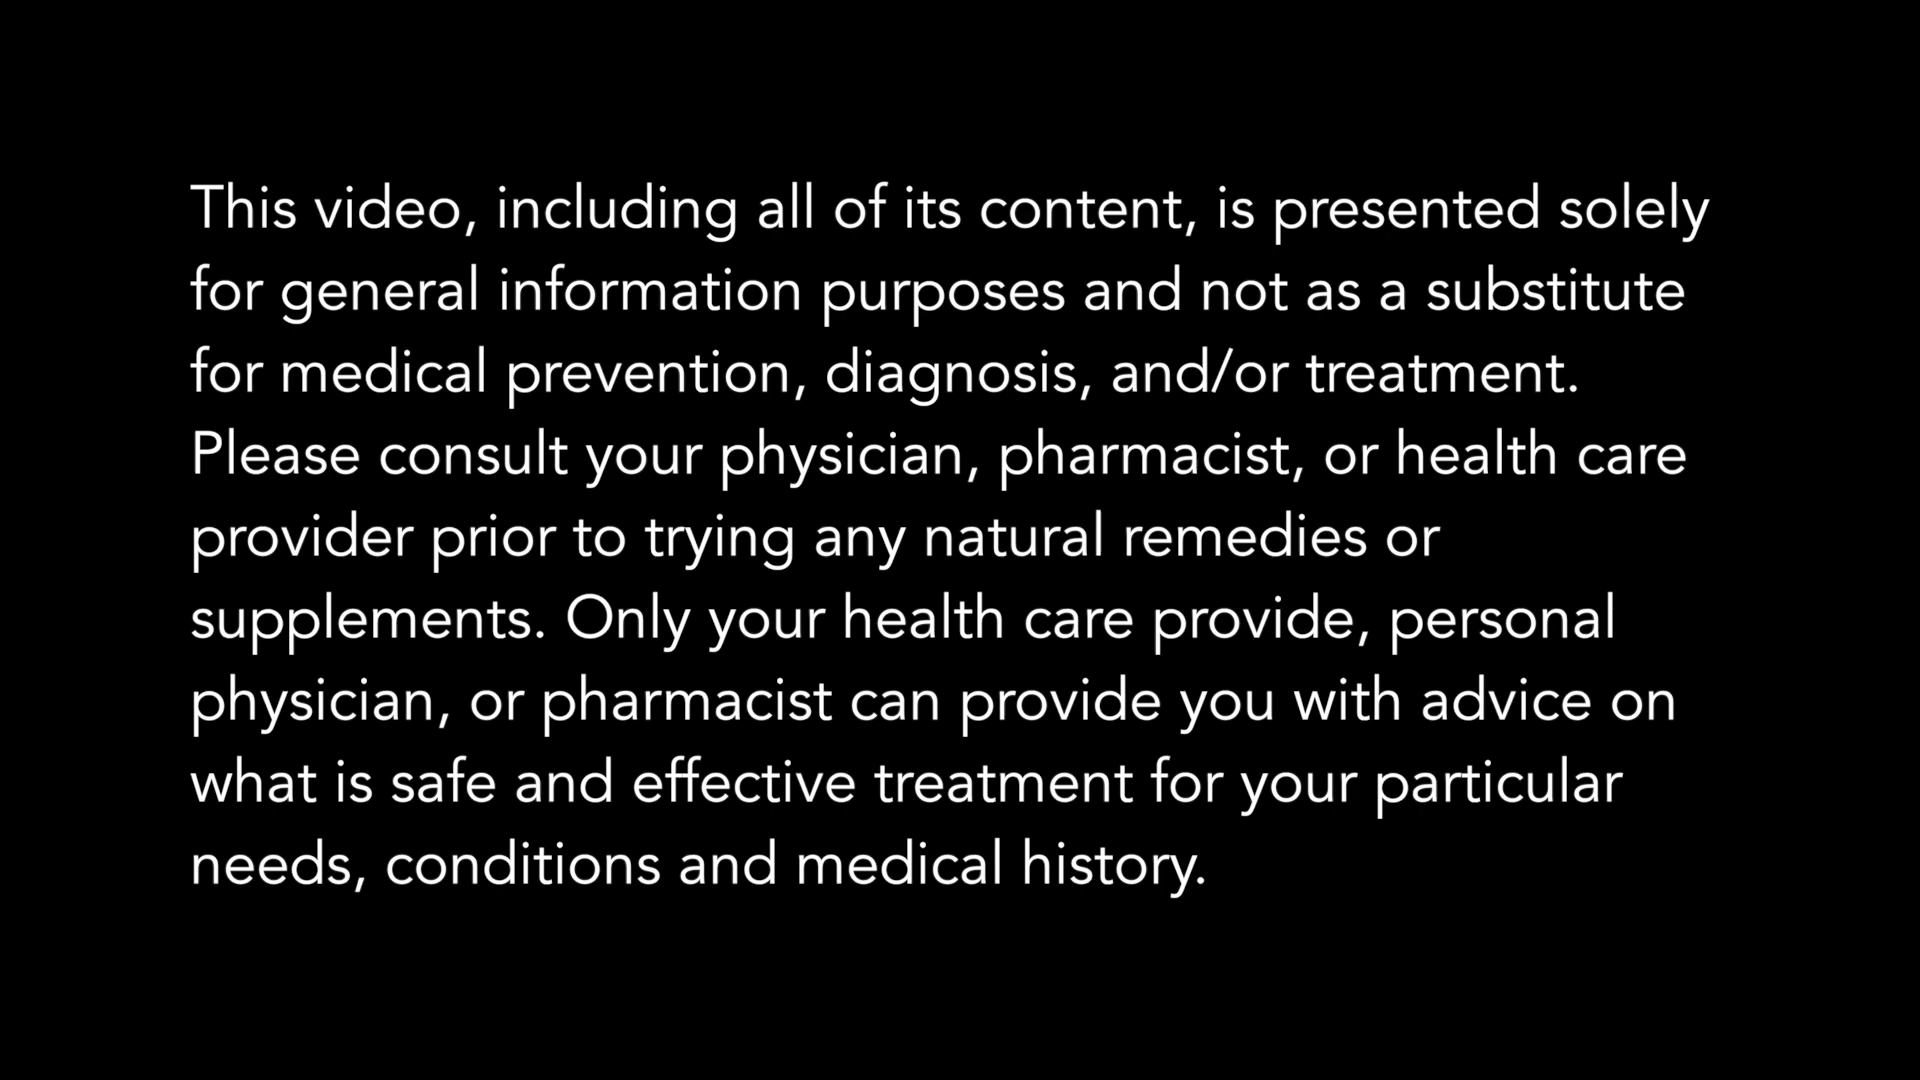 This video, including all of its content, is presented solely
for general information purposes and not as a substitute
for medical prevention, diagnosis, and/or treatment.
Please consult your physician, pharmacist, or health care
provider prior to trying any natural remedies or
supplements. Only your health care provide, personal
physician, or pharmacist can provide you with advice on
what is safe and effective treatment for your particular
needs, conditions and medical history.